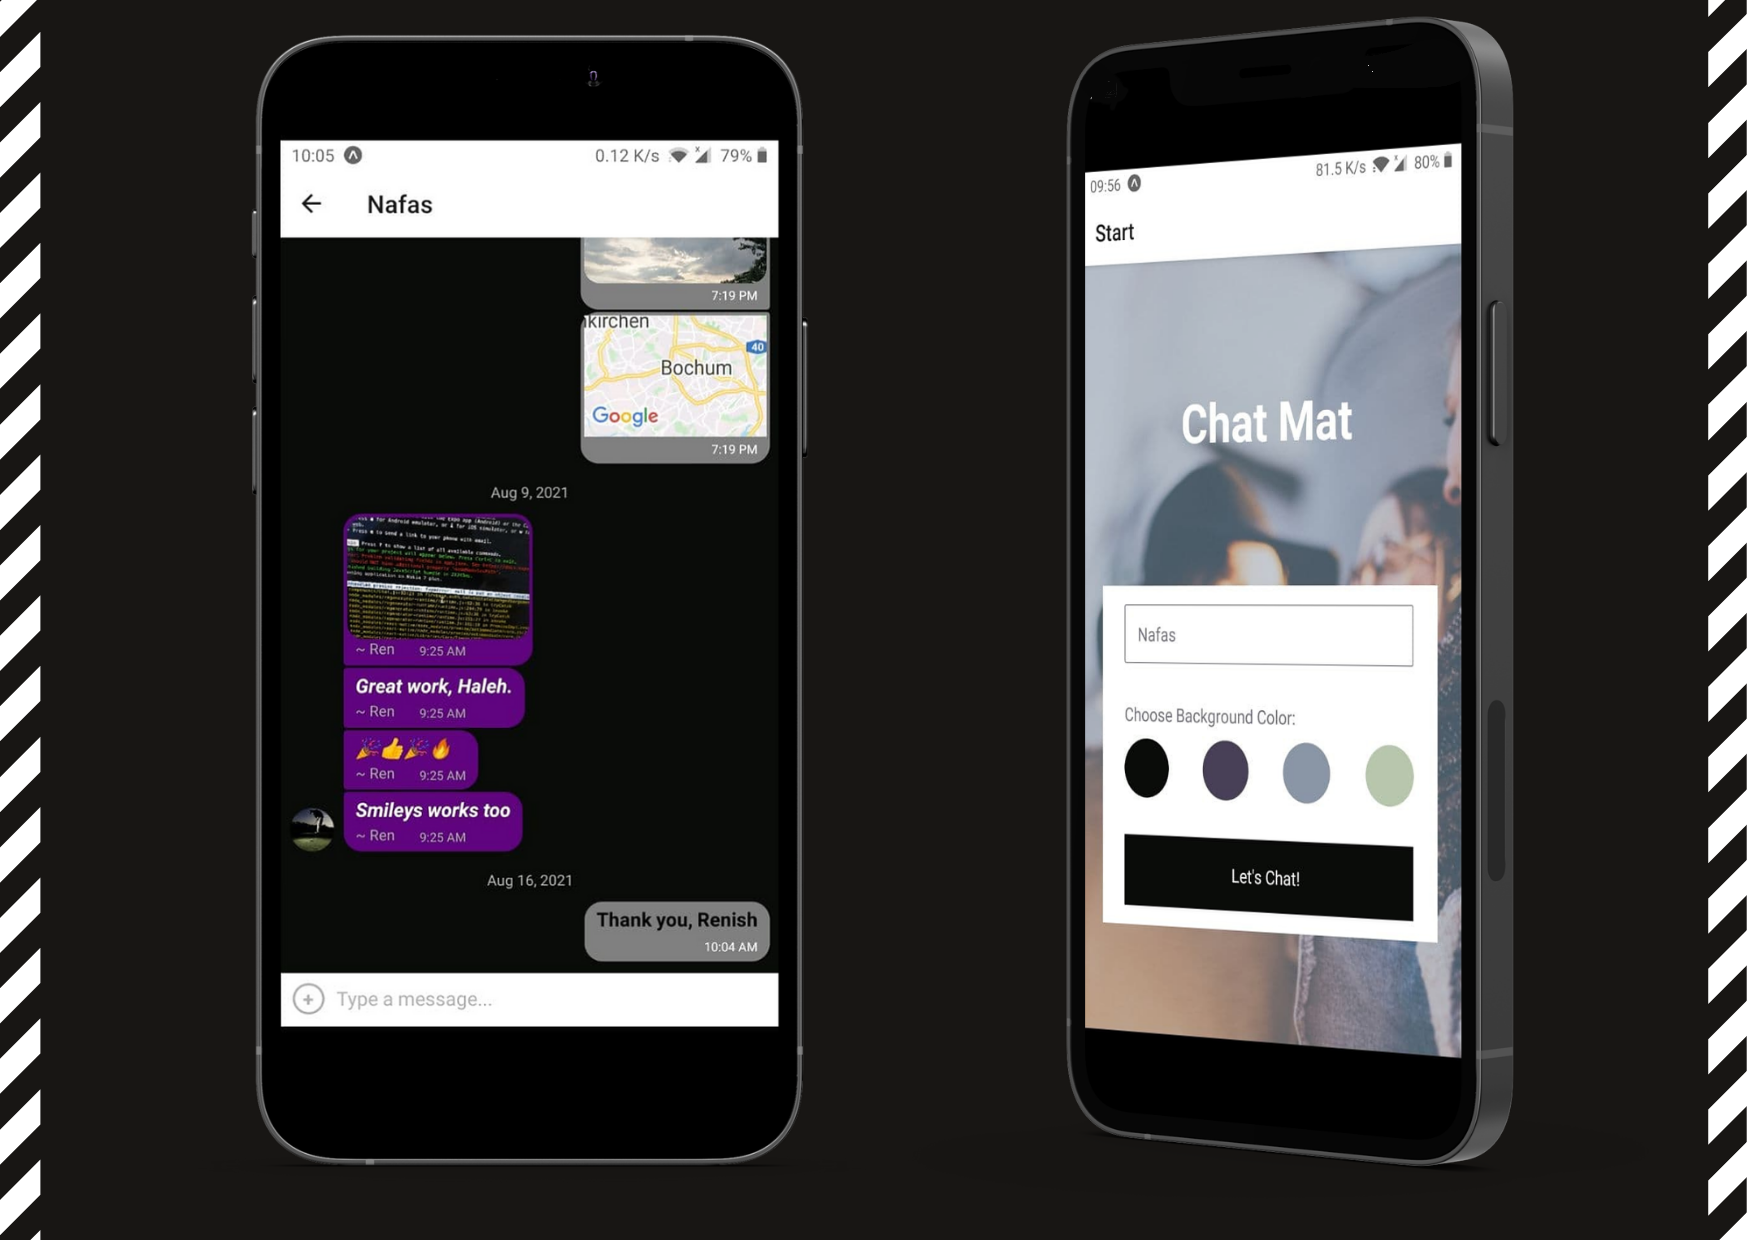 10:05
0.12 K/s
79%
Nafas
7:19 PM
kirchen
40
Bochum
Google
7:19 PM
Aug 9, 2021
~ Ren 9:25 AM
Great work, Haleh.
~ Ren 9:25 AM
🎉👍🎉🔥
~ Ren 9:25 AM
Smileys works too
~ Ren 9:25 AM
Aug 16, 2021
Thank you, Renish
10:04 AM
Type a message...
09:56
81.5 K/s
80%
Start
Chat Mat
Nafas
Choose Background Color:
Let's Chat!